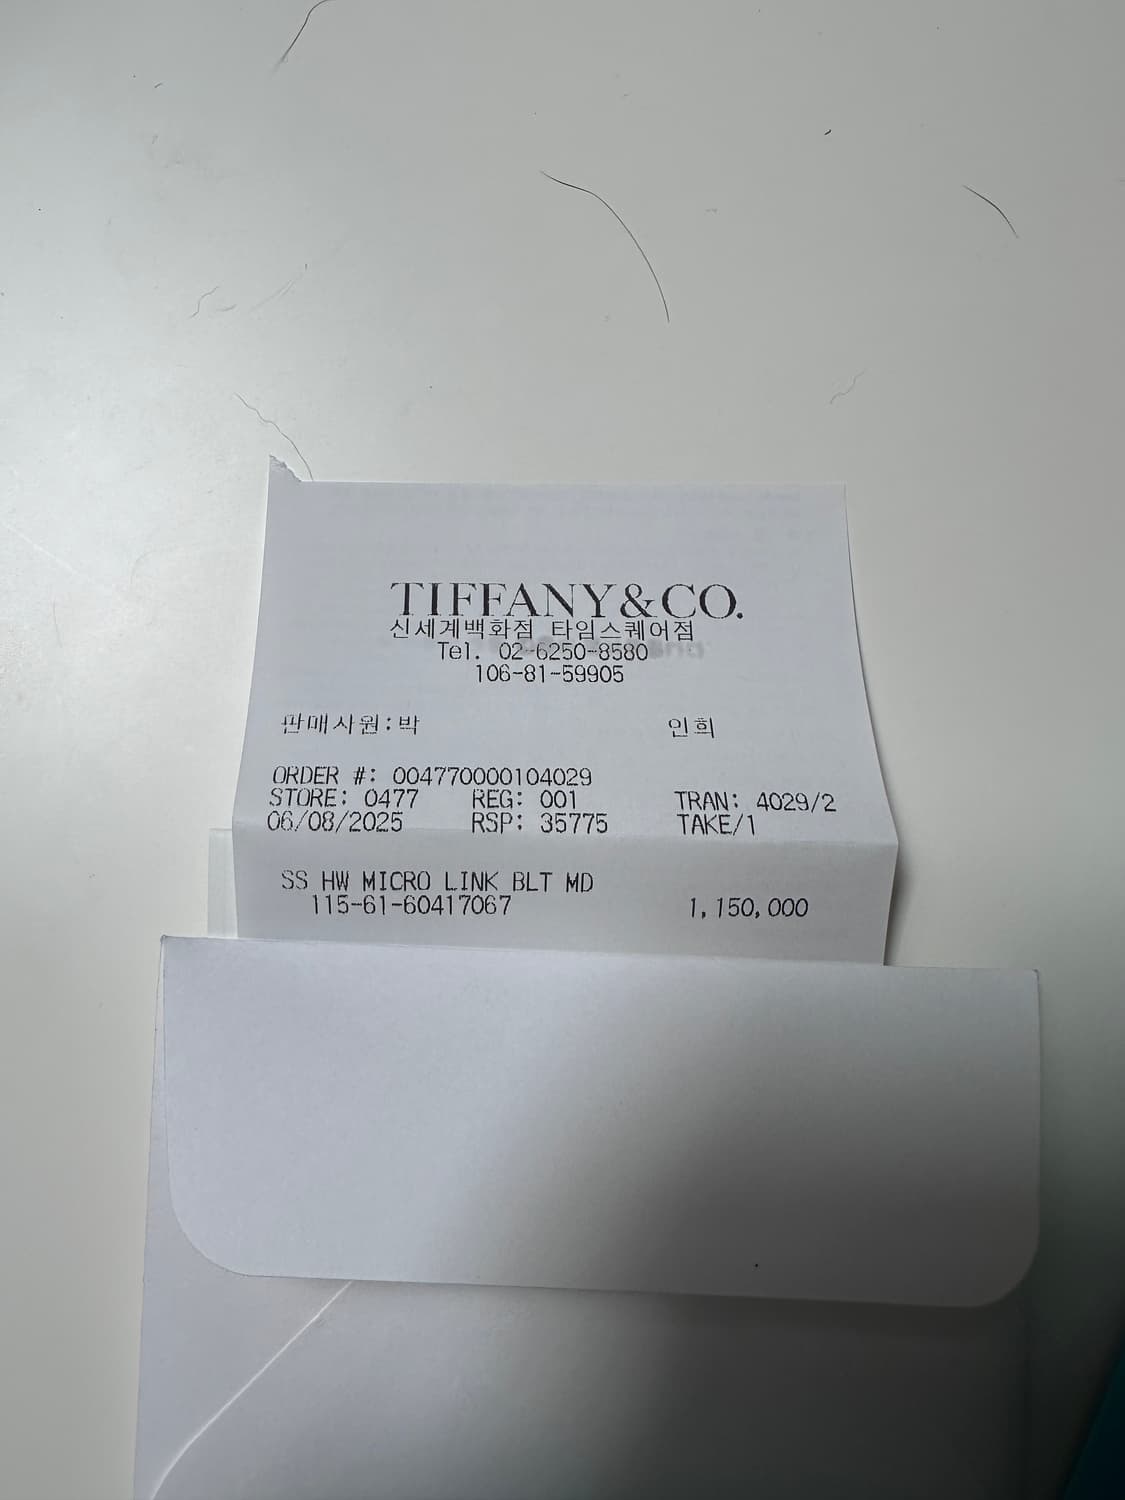 TIFFANY&CO.
신세계백화점 타임스퀘어점
Tel. 02-6250-8580
106-81-59905
판매사원:박 인희
ORDER #: 004770000104029
STORE: 0477 REG: 001 TRAN: 4029/2
06/08/2025 RSP: 35775 TAKE/1
SS HW MICRO LINK BLT MD
115-61-60417067 1,150,000